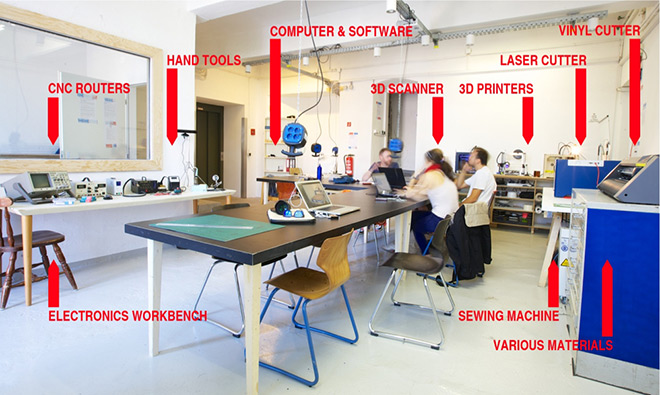 COMPUTER & SOFTWARE
VINYL CUTTER
HAND TOOLS
LASER CUTTER
CNC ROUTERS
3D SCANNER
3D PRINTERS
ELECTRONICS WORKBENCH
SEWING MACHINE
VARIOUS MATERIALS